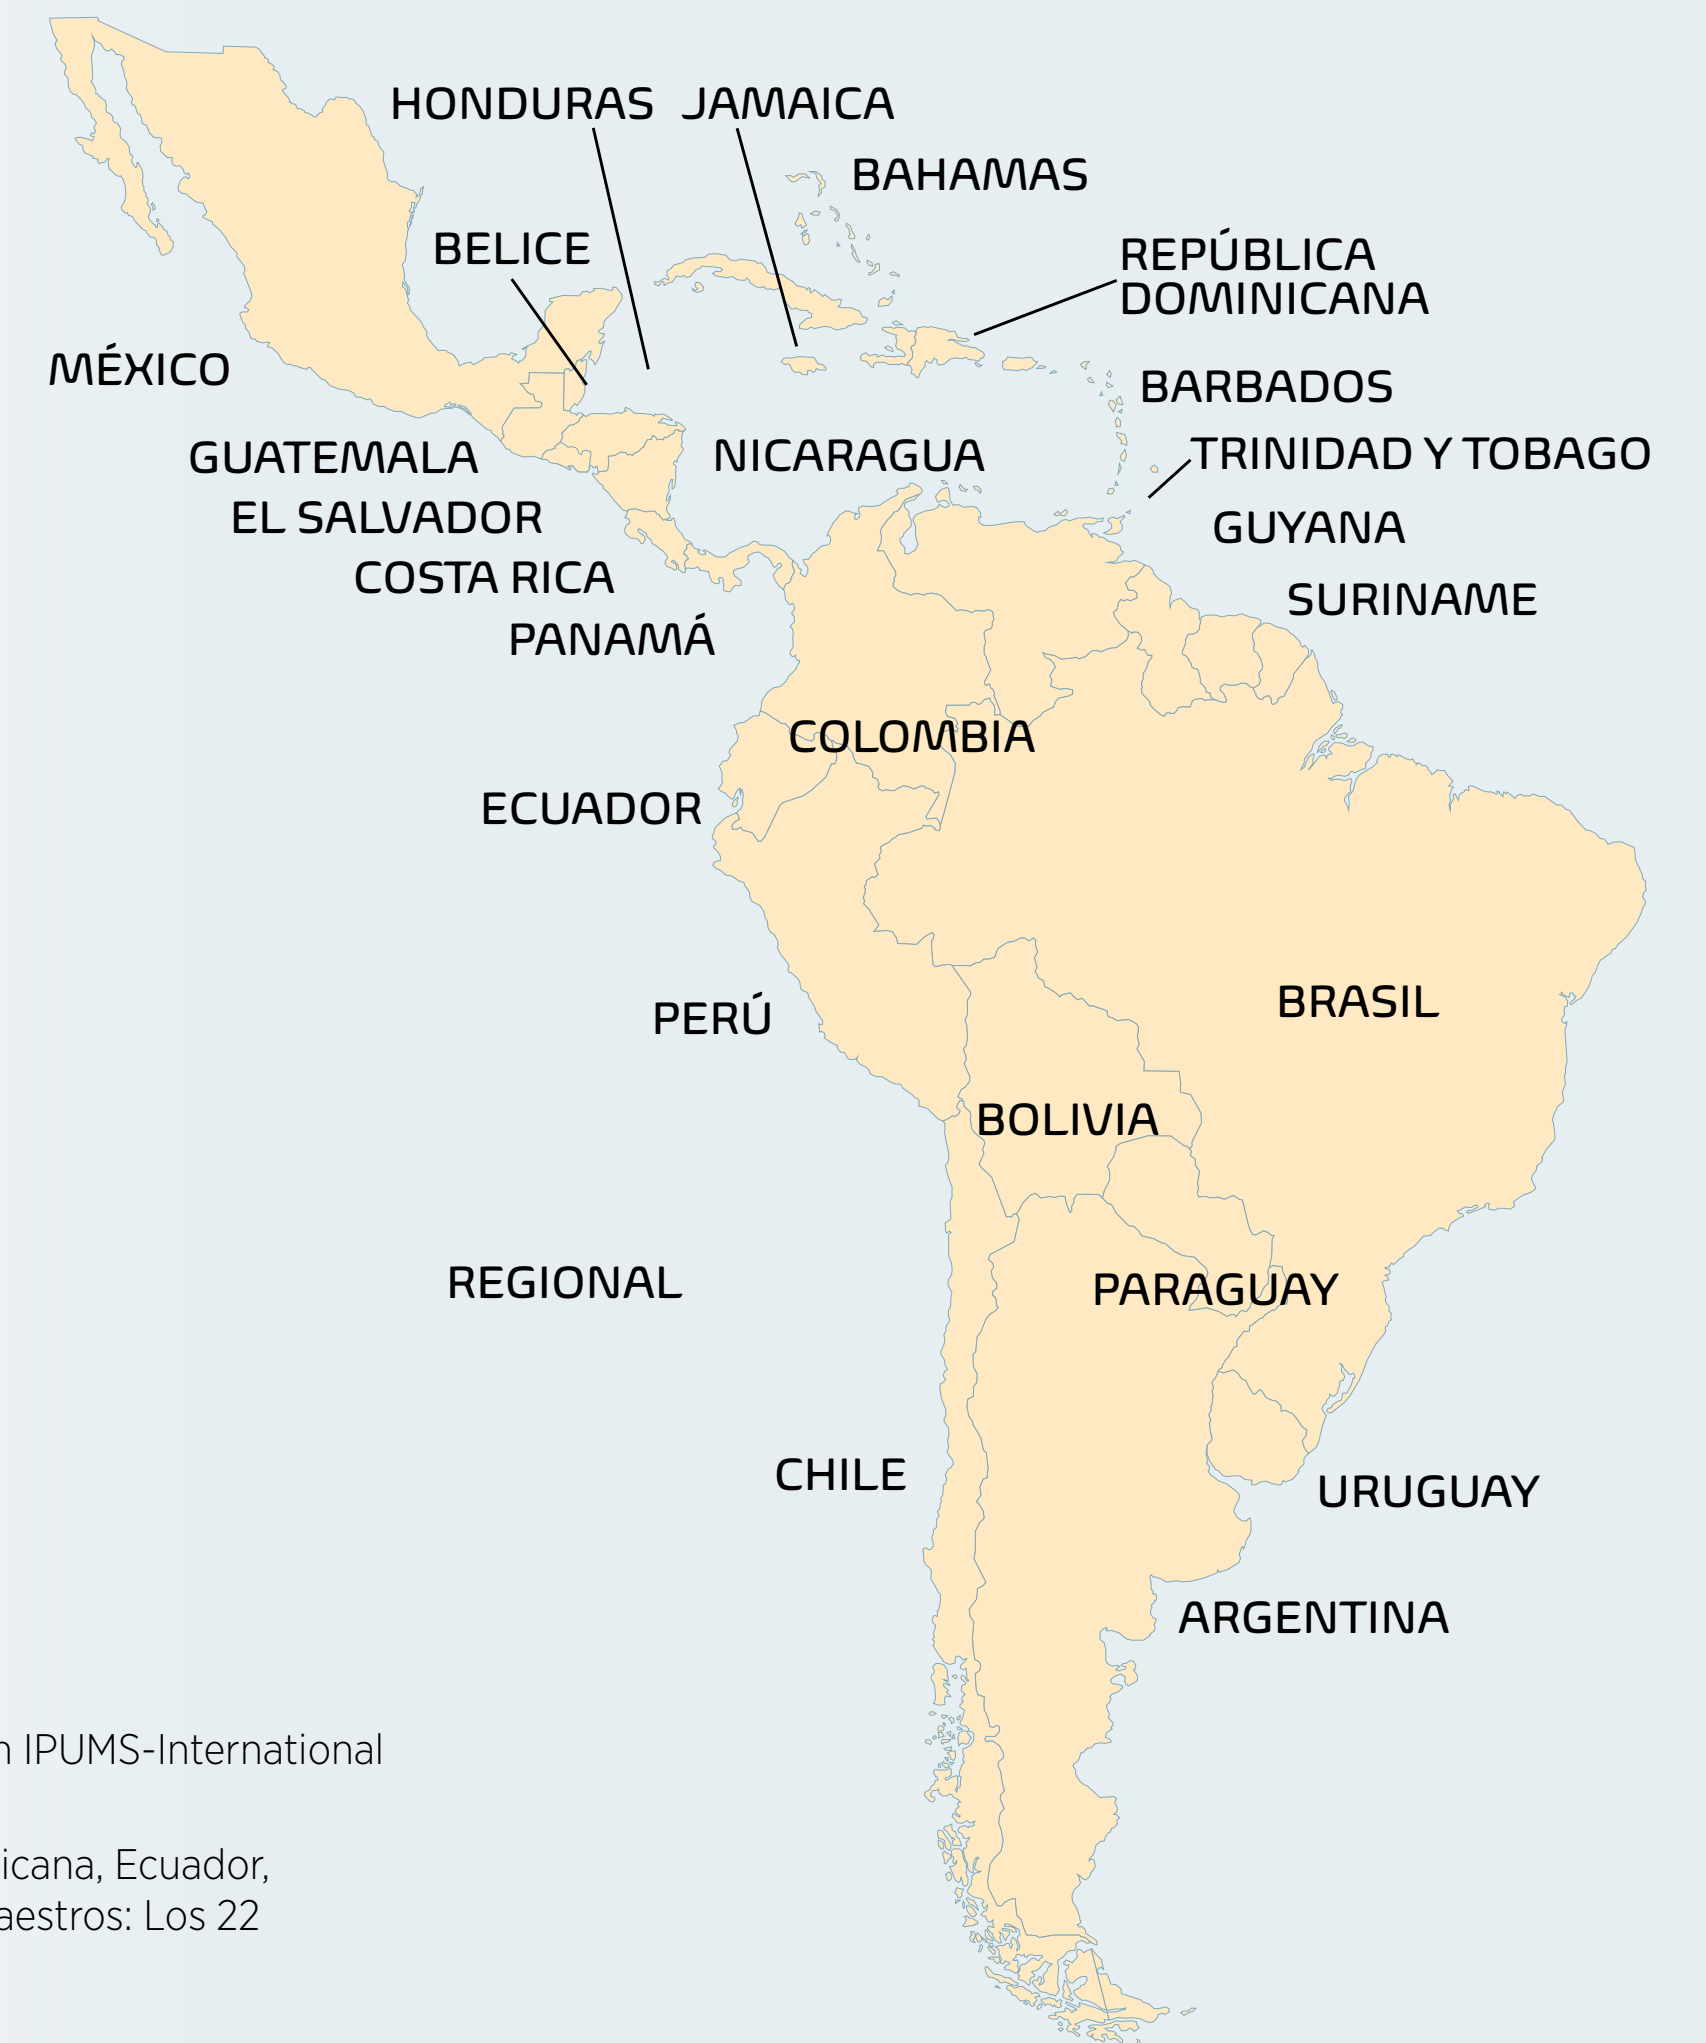 HONDURAS
JAMAICA
BAHAMAS
BELICE
REPÚBLICA
DOMINICANA
MÉXICO
BARBADOS
GUATEMALA
NICARAGUA
TRINIDAD Y TOBAGO
EL SALVADOR
GUYANA
COSTA RICA
SURINAME
PANAMÁ
COLOMBIA
ECUADOR
PERÚ
BRASIL
BOLIVIA
REGIONAL
PARAGUAY
CHILE
URUGUAY
ARGENTINA
IPUMS-International
icana, Ecuador,
aestros: Los 22